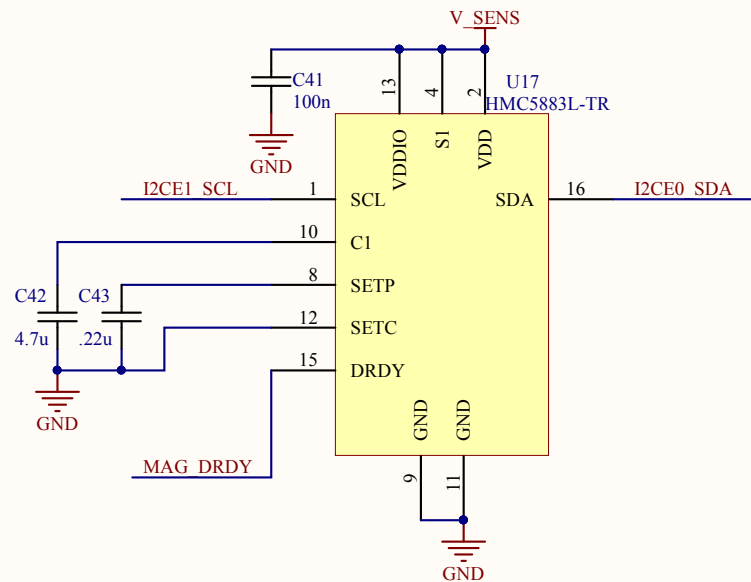 V_SENS
C41
100n
GND
13
4
2
U17
HMC5883L-TR
VDDIO
S1
VDD
I2CE1_SCL
1
SCL
SDA
16
I2CE0_SDA
10
C1
C42
4.7u
C43
.22u
8
SETP
12
SETC
15
DRDY
GND
MAG_DRDY
GND
GND
9
11
GND